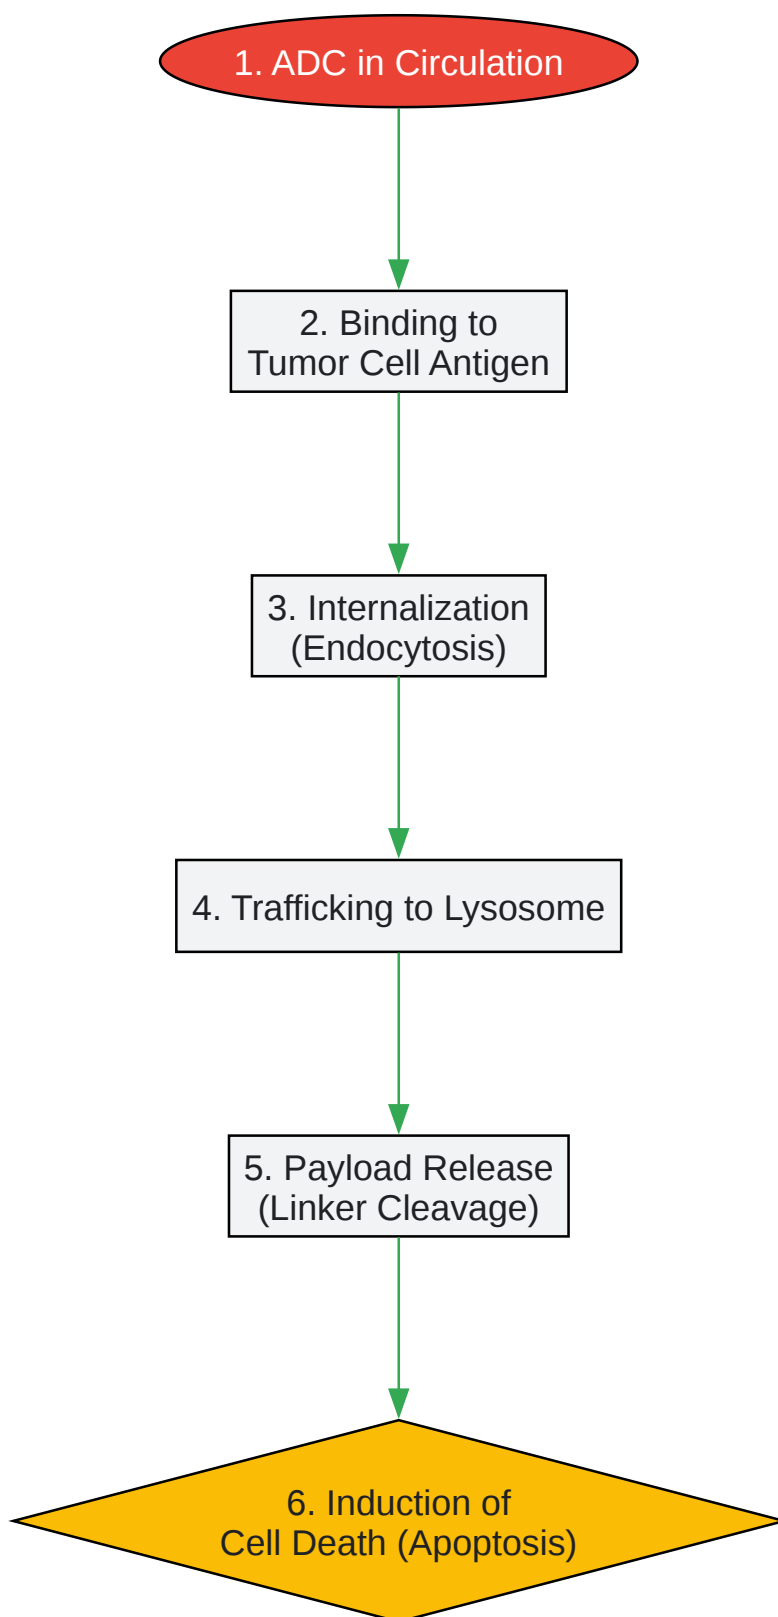 1. ADC in Circulation
2. Binding to
Tumor Cell Antigen
3. Internalization
(Endocytosis)
4. Trafficking to Lysosome
5. Payload Release
(Linker Cleavage)
6. Induction of
Cell Death (Apoptosis)